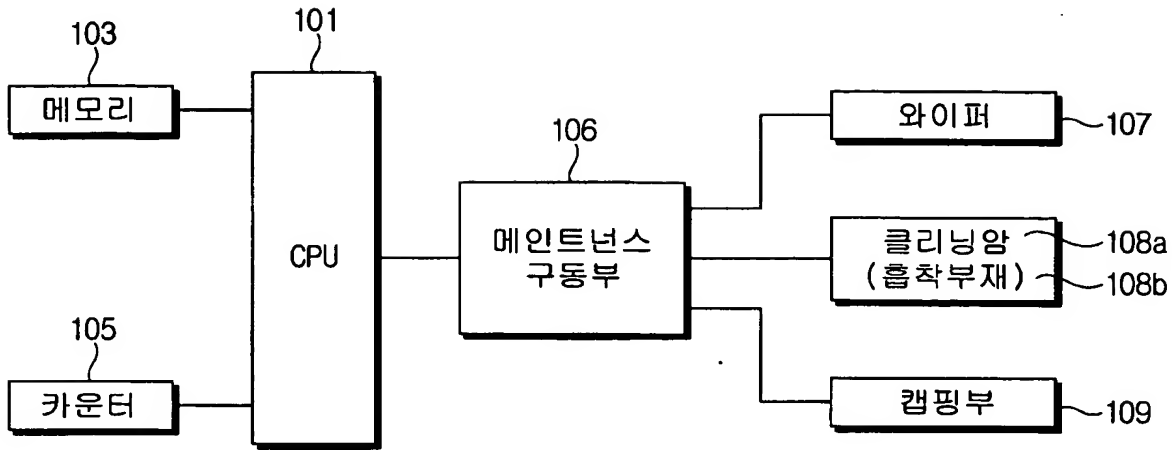 103
메모리
101
CPU
105
카운터
106
메인트넌스
구동부
와이퍼
107
클리닝암
108a
(흡착부재)
108b
캡핑부
109